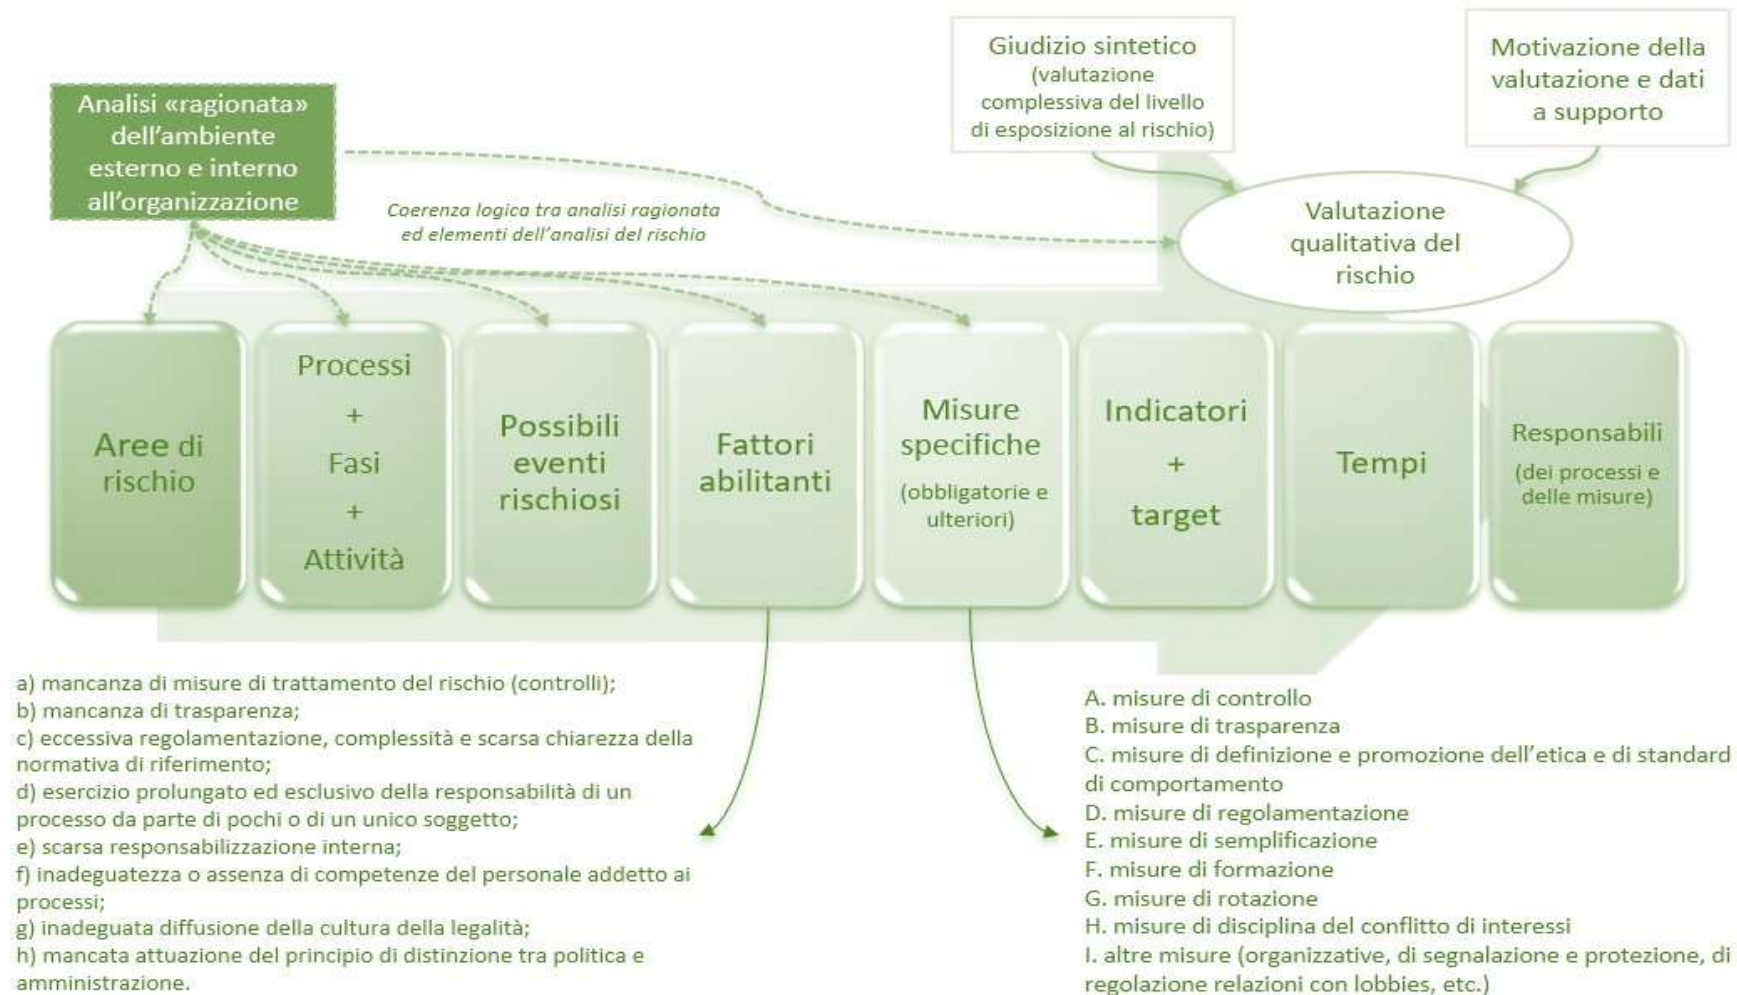 Giudizio sintetico
(valutazione
complessiva del livello
di esposizione al rischio)
Motivazione della
valutazione e dati
a supporto
Analisi «ragionata»
dell'ambiente
esterno e interno
all'organizzazione
Coerenza logica tra analisi ragionata
ed elementi dell'analisi del rischio
Valutazione
qualitativa del
rischio
Aree di
rischio
Processi
+
Fasi
+
Attività
Possibili
eventi
rischiosi
Fattori
abilitanti
Misure
specifiche
(obbligatorie e
ulteriori)
Indicatori
+
target
Tempi
Responsabili
(dei processi e
delle misure)
a) mancanza di misure di trattamento del rischio (controlli);
b) mancanza di trasparenza;
c) eccessiva regolamentazione, complessità e scarsa chiarezza della
normativa di riferimento;
d) esercizio prolungato ed esclusivo della responsabilità di un
processo da parte di pochi o di un unico soggetto;
e) scarsa responsabilizzazione interna;
f) inadeguatezza o assenza di competenze del personale addetto ai
processi;
g) inadeguata diffusione della cultura della legalità;
h) mancata attuazione del principio di distinzione tra politica e
amministrazione.
A. misure di controllo
B. misure di trasparenza
C. misure di definizione e promozione dell'etica e di standard
di comportamento
D. misure di regolamentazione
E. misure di semplificazione
F. misure di formazione
G. misure di rotazione
H. misure di disciplina del conflitto di interessi
I. altre misure (organizzative, di segnalazione e protezione, di
regolazione relazioni con lobbies, etc.)